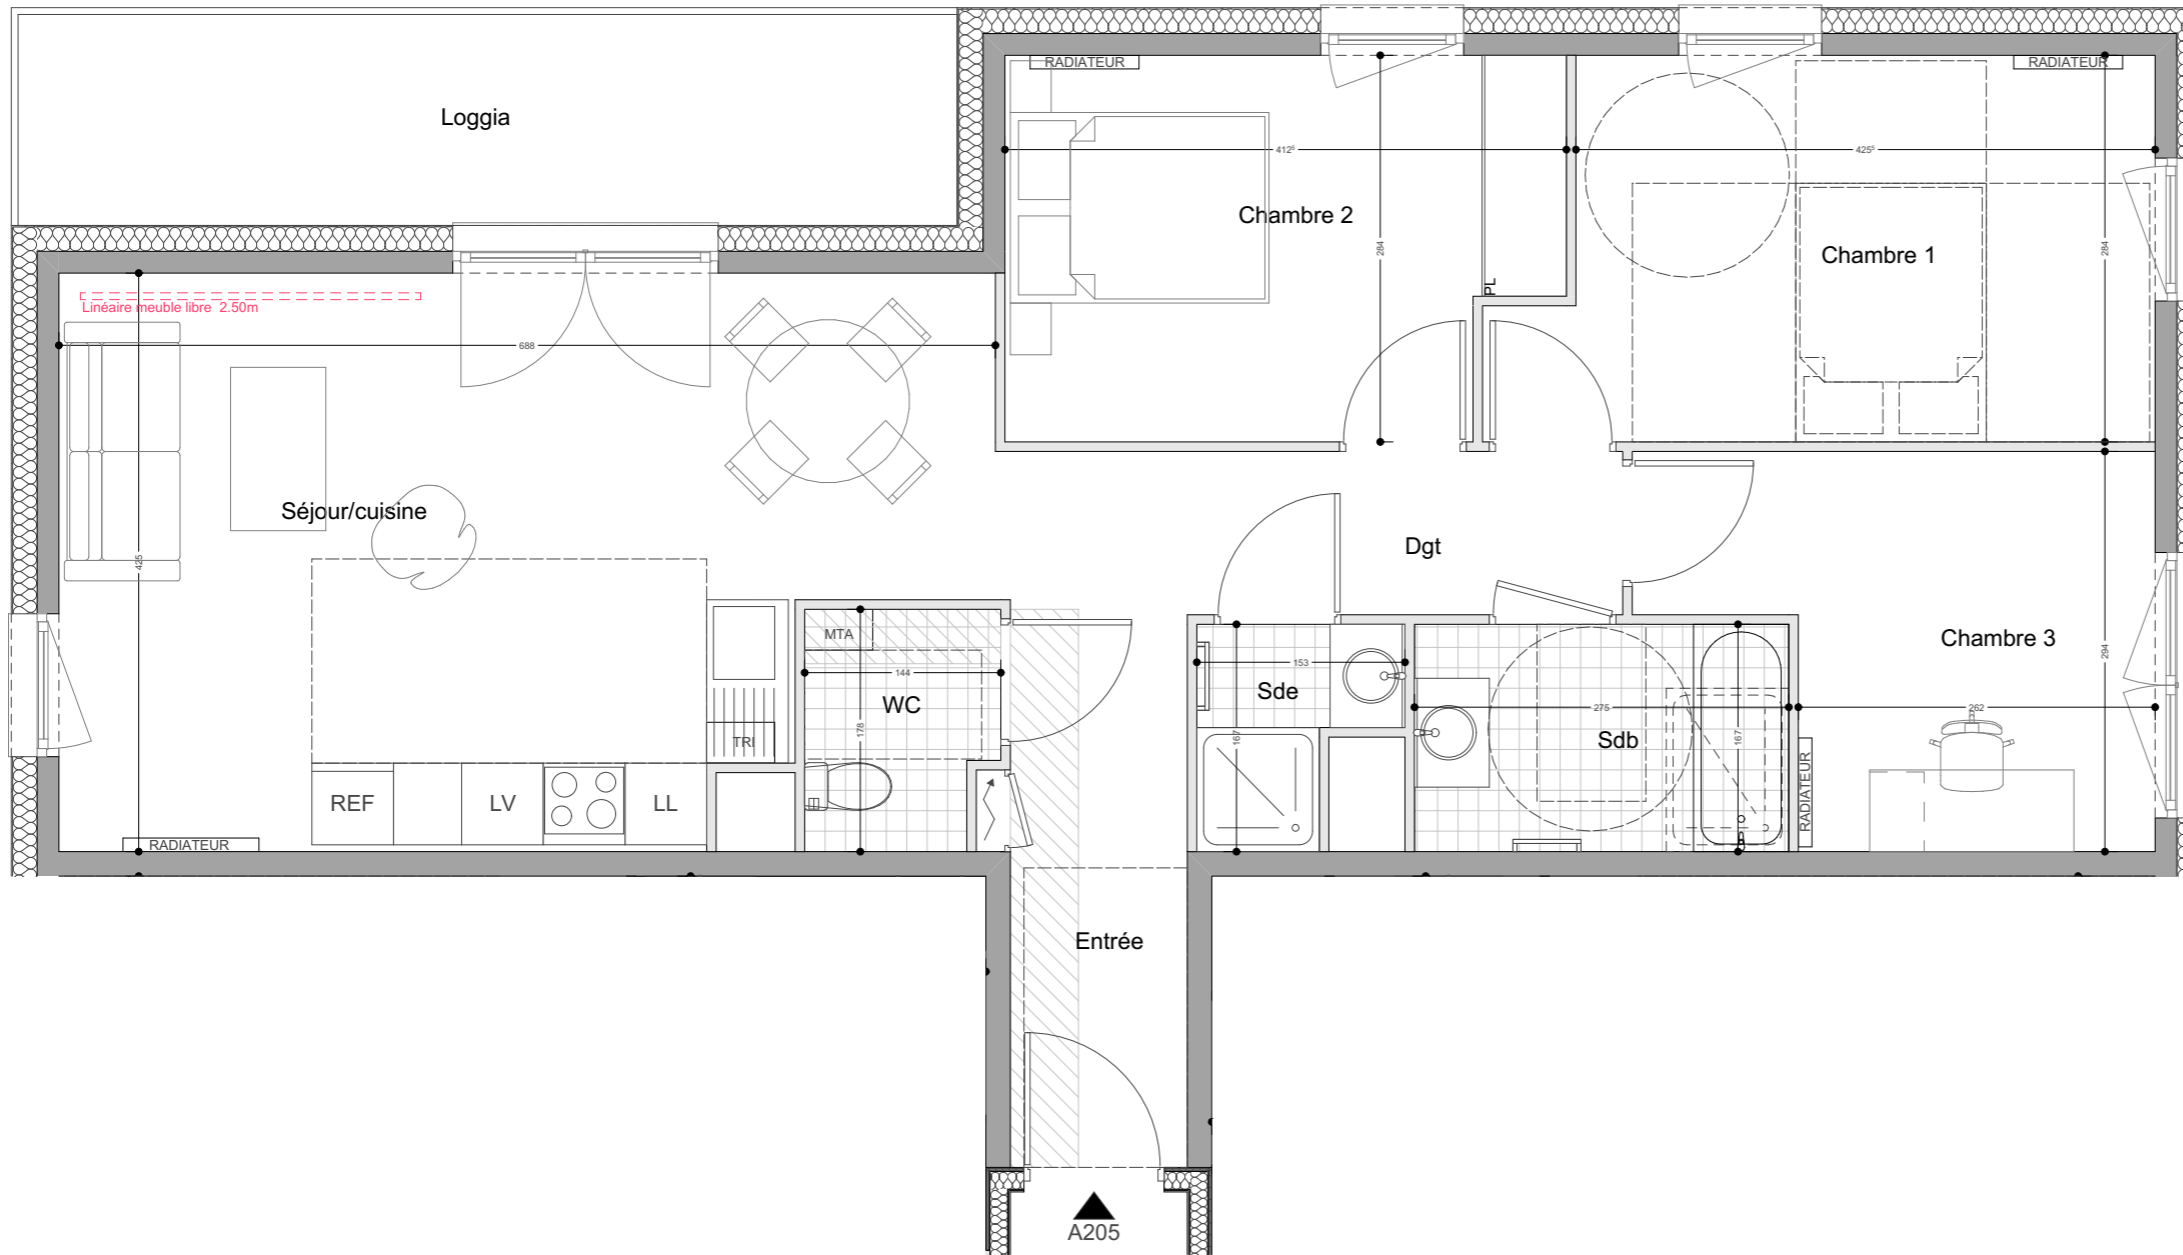 RADIATEUR
RADIATEUR
Loggia
412⁵
425⁵
Chambre 2
284
Chambre 1
284
PL
Linéaire meuble libre  2.50m
688
Séjour/cuisine
425
Dgt
MTA
144
WC
178
TRI
153
Sde
167
275
Sdb
167
Chambre 3
294
262
RADIATEUR
REF
LV
LL
RADIATEUR
Entrée
A205